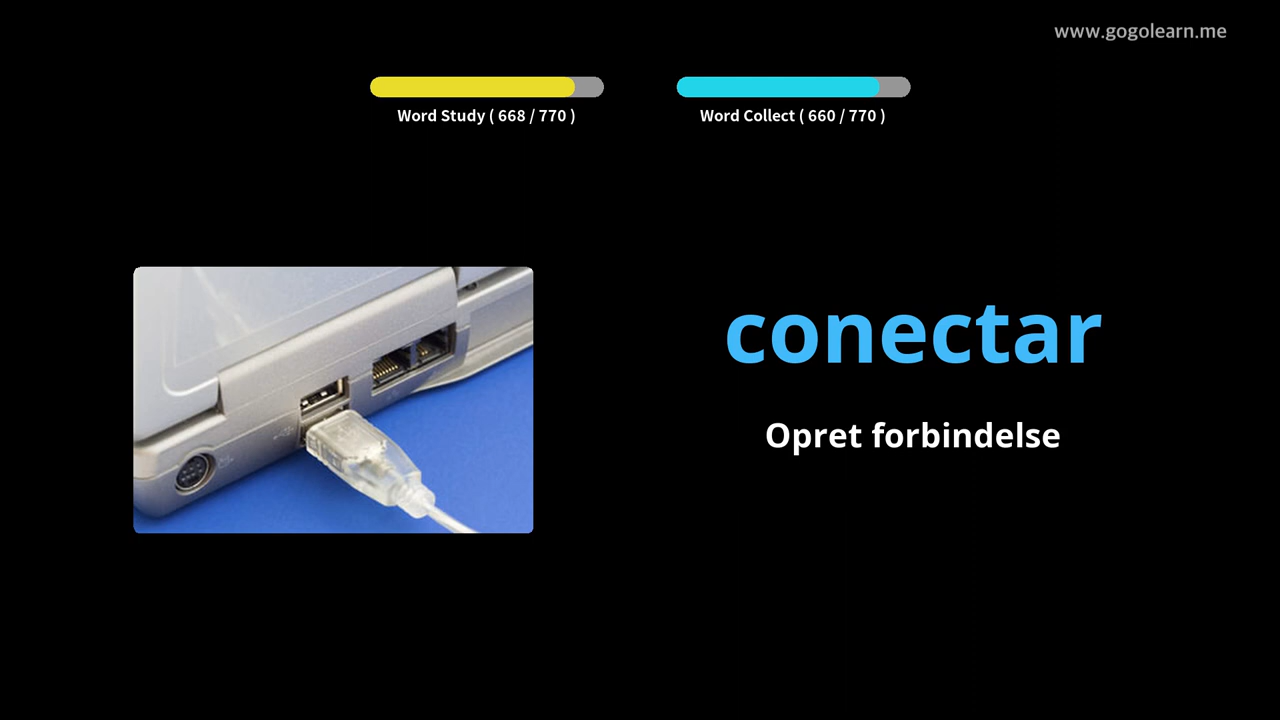 www.gogolearn.me
Word Study ( 668 / 770 )
Word Collect ( 660 / 770 )
conectar
Opret forbindelse